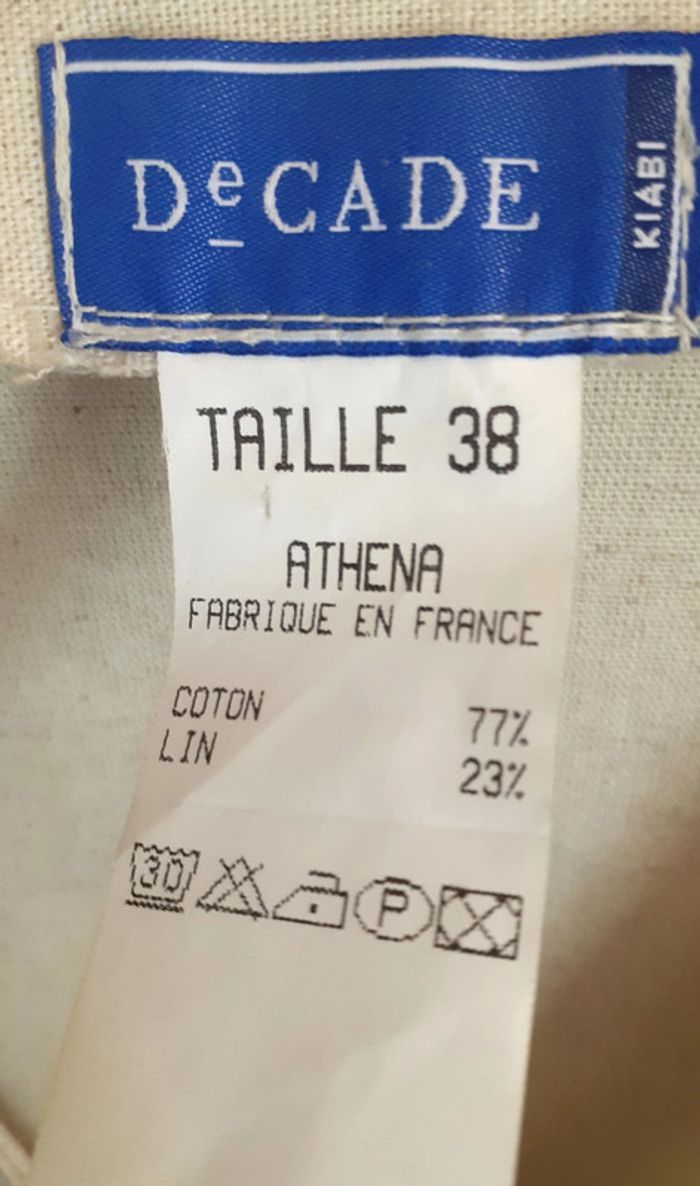 DeCADE
KIABI
TAILLE 38
ATHENA
FABRIQUE EN FRANCE
COTON 77%
LIN 23%
30
P